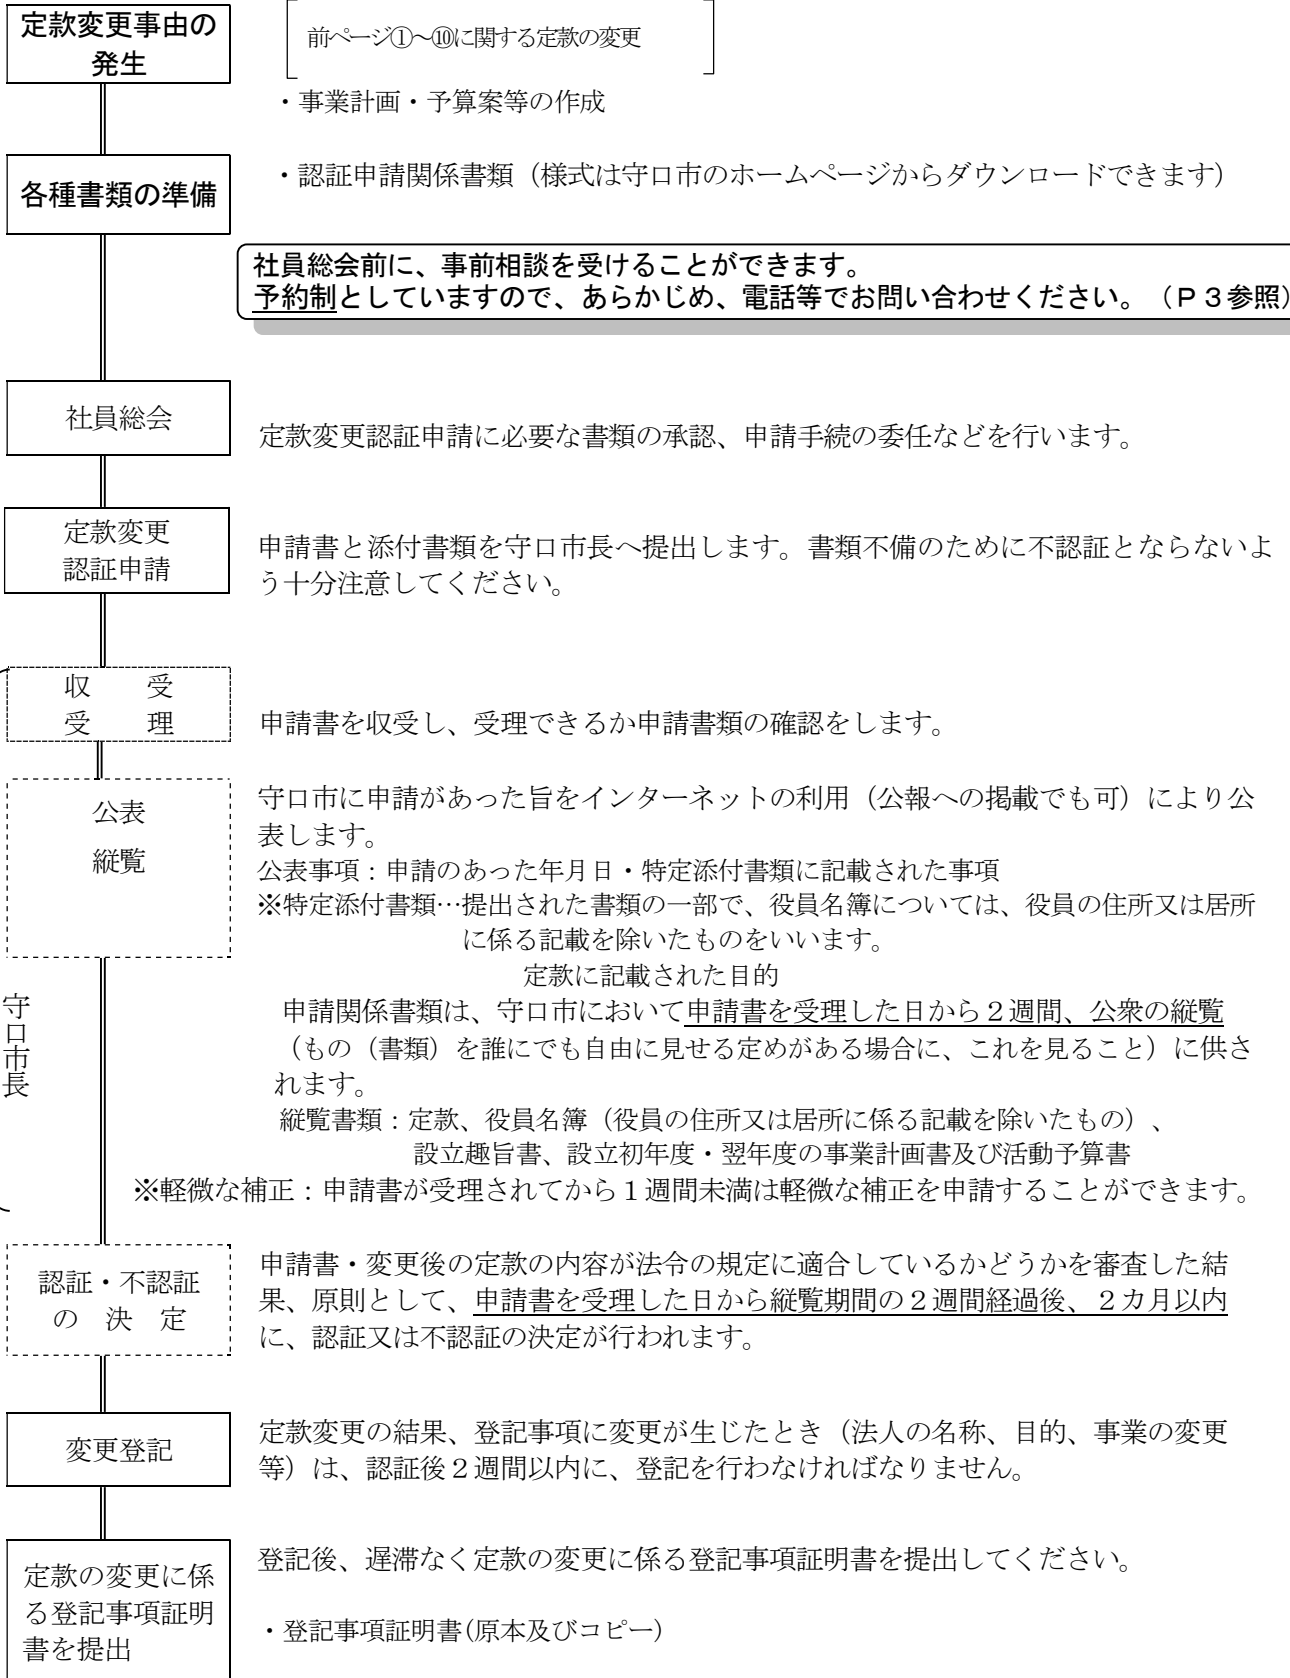 定款変更事由の
発生
前ページ①～⑩に関する定款の変更
・事業計画・予算案等の作成
各種書類の準備
・認証申請関係書類（様式は守口市のホームページからダウンロードできます）
社員総会前に、事前相談を受けることができます。
予約制としていますので、あらかじめ、電話等でお問い合わせください。（Ｐ３参照）
社員総会
定款変更認証申請に必要な書類の承認、申請手続の委任などを行います。
定款変更
認証申請
申請書と添付書類を守口市長へ提出します。書類不備のために不認証とならないよ
う十分注意してください。
収　　受
受　　理
申請書を収受し、受理できるか申請書類の確認をします。
公表
縦覧
守口市に申請があった旨をインターネットの利用（公報への掲載でも可）により公
表します。
公表事項：申請のあった年月日・特定添付書類に記載された事項
※特定添付書類…提出された書類の一部で、役員名簿については、役員の住所又は居所
に係る記載を除いたものをいいます。
定款に記載された目的
申請関係書類は、守口市において申請書を受理した日から２週間、公衆の縦覧
（もの（書類）を誰にでも自由に見せる定めがある場合に、これを見ること）に供さ
れます。
縦覧書類：定款、役員名簿（役員の住所又は居所に係る記載を除いたもの）、
設立趣旨書、設立初年度・翌年度の事業計画書及び活動予算書
※軽微な補正：申請書が受理されてから１週間未満は軽微な補正を申請することができます。
守口市長
認証・不認証
の　決　定
申請書・変更後の定款の内容が法令の規定に適合しているかどうかを審査した結
果、原則として、申請書を受理した日から縦覧期間の２週間経過後、２カ月以内
に、認証又は不認証の決定が行われます。
変更登記
定款変更の結果、登記事項に変更が生じたとき（法人の名称、目的、事業の変更
等）は、認証後２週間以内に、登記を行わなければなりません。
定款の変更に係
る登記事項証明
書を提出
登記後、遅滞なく定款の変更に係る登記事項証明書を提出してください。
・登記事項証明書(原本及びコピー)